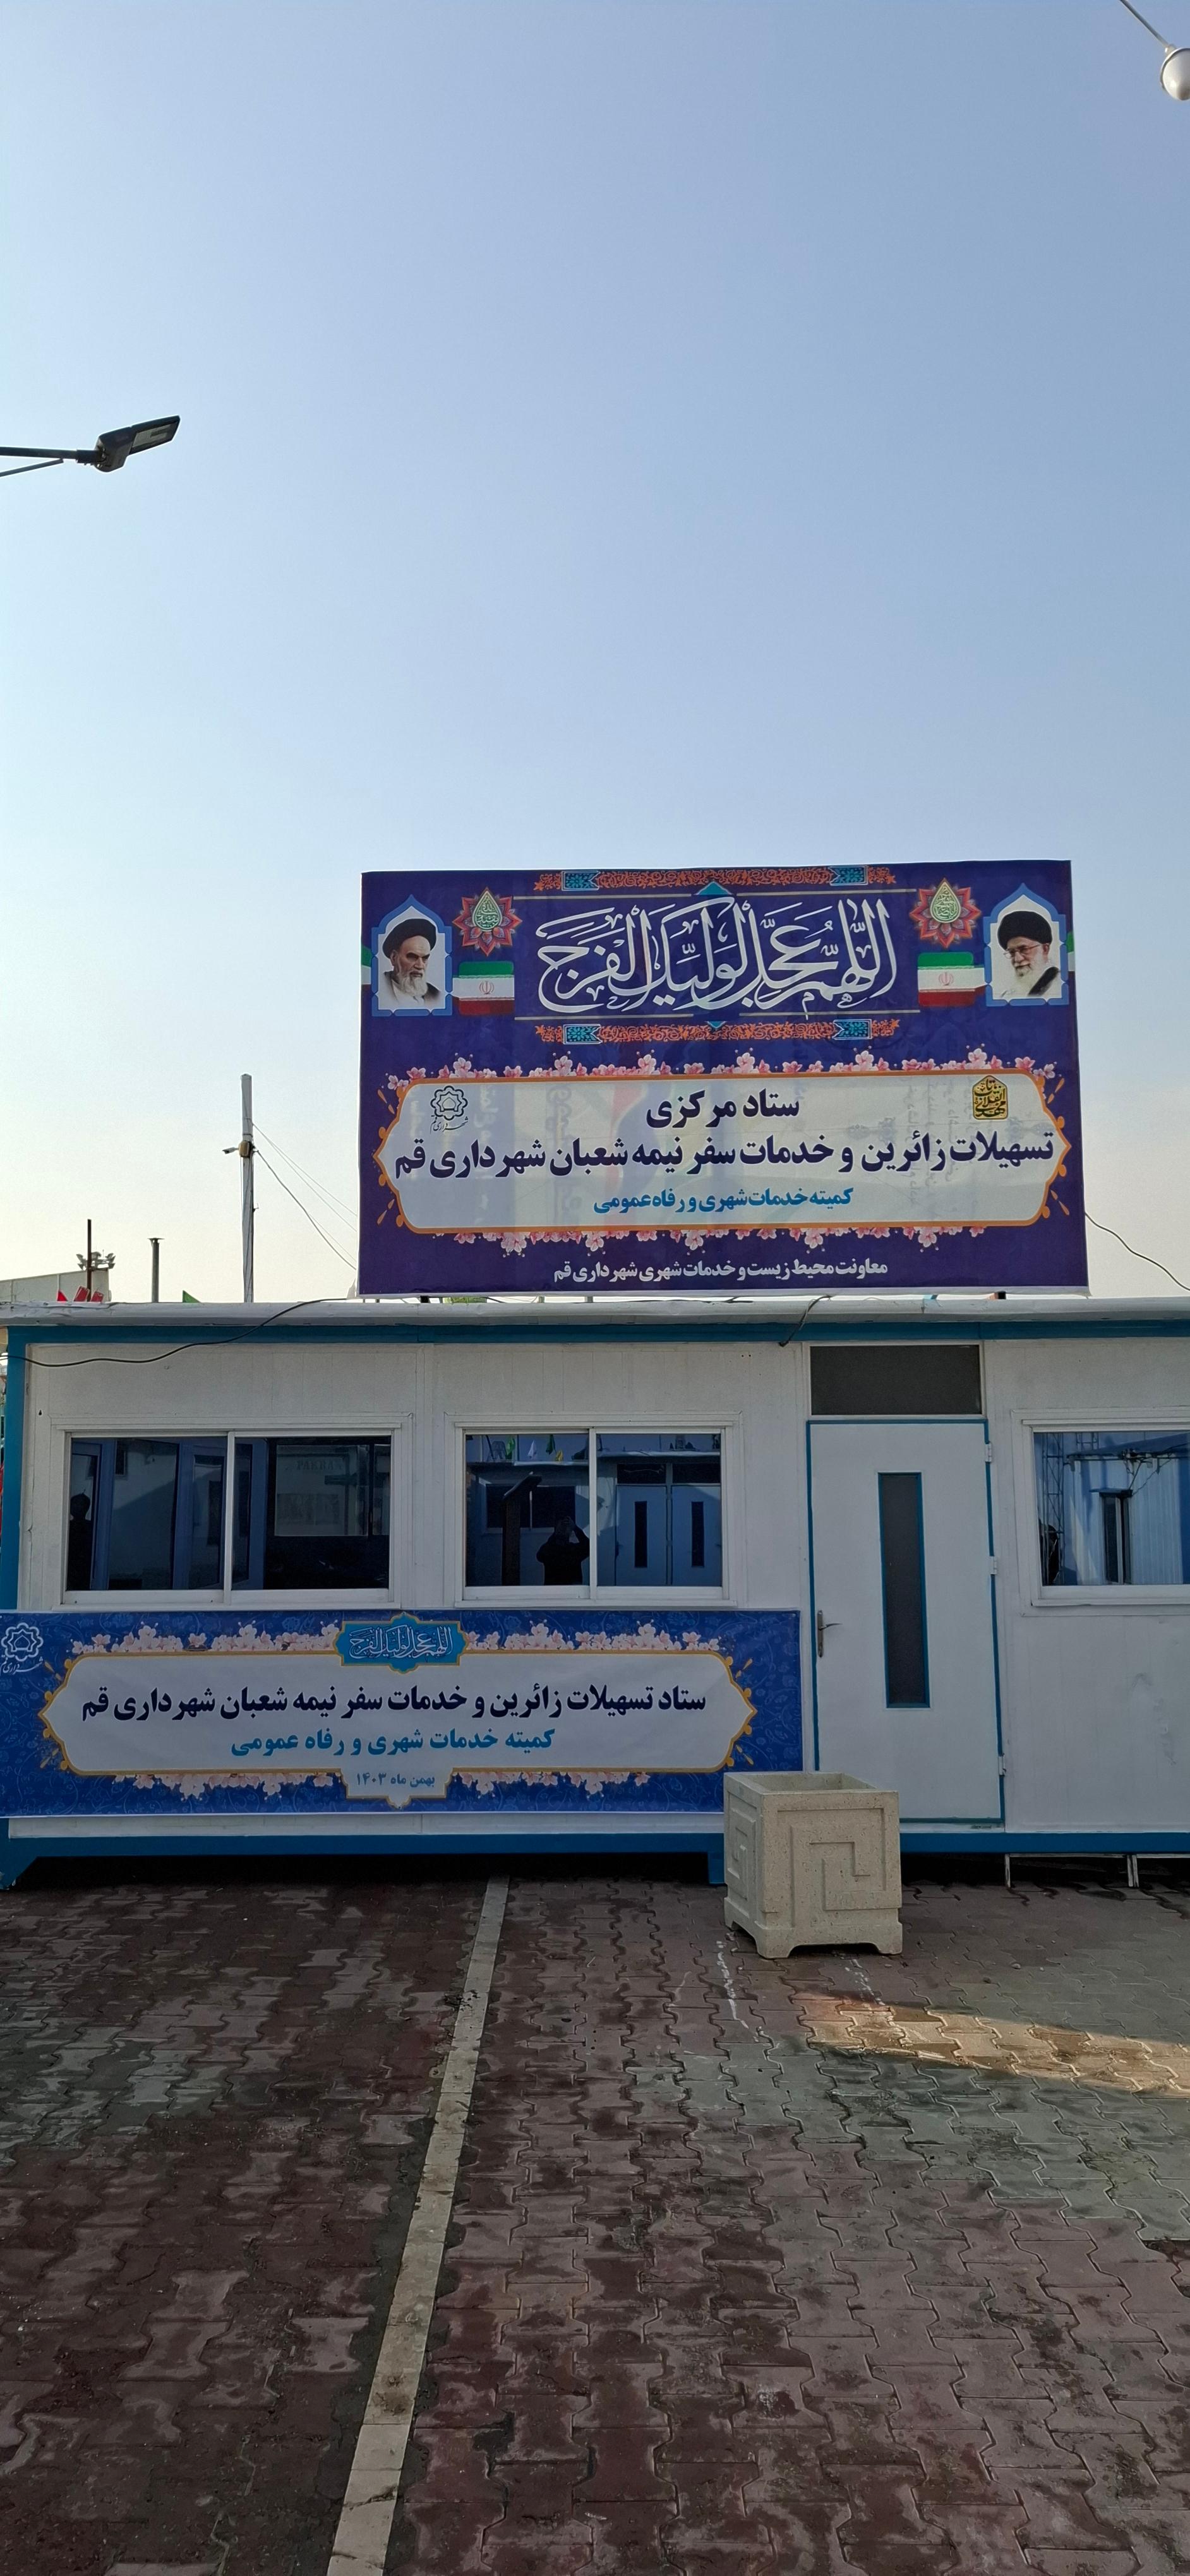 اللهم عجل لولیک الفرج
ستاد مرکزی
تسهیلات زائرین و خدمات سفر نیمه شعبان شهرداری قم
کمیته خدمات شهری و رفاه عمومی
معاونت محیط زیست و خدمات شهری شهرداری قم
اللهم عجل لولیک الفرج
ستاد تسهیلات زائرین و خدمات سفر نیمه شعبان شهرداری قم
کمیته خدمات شهری و رفاه عمومی
بهمن ماه ۱۴۰۳